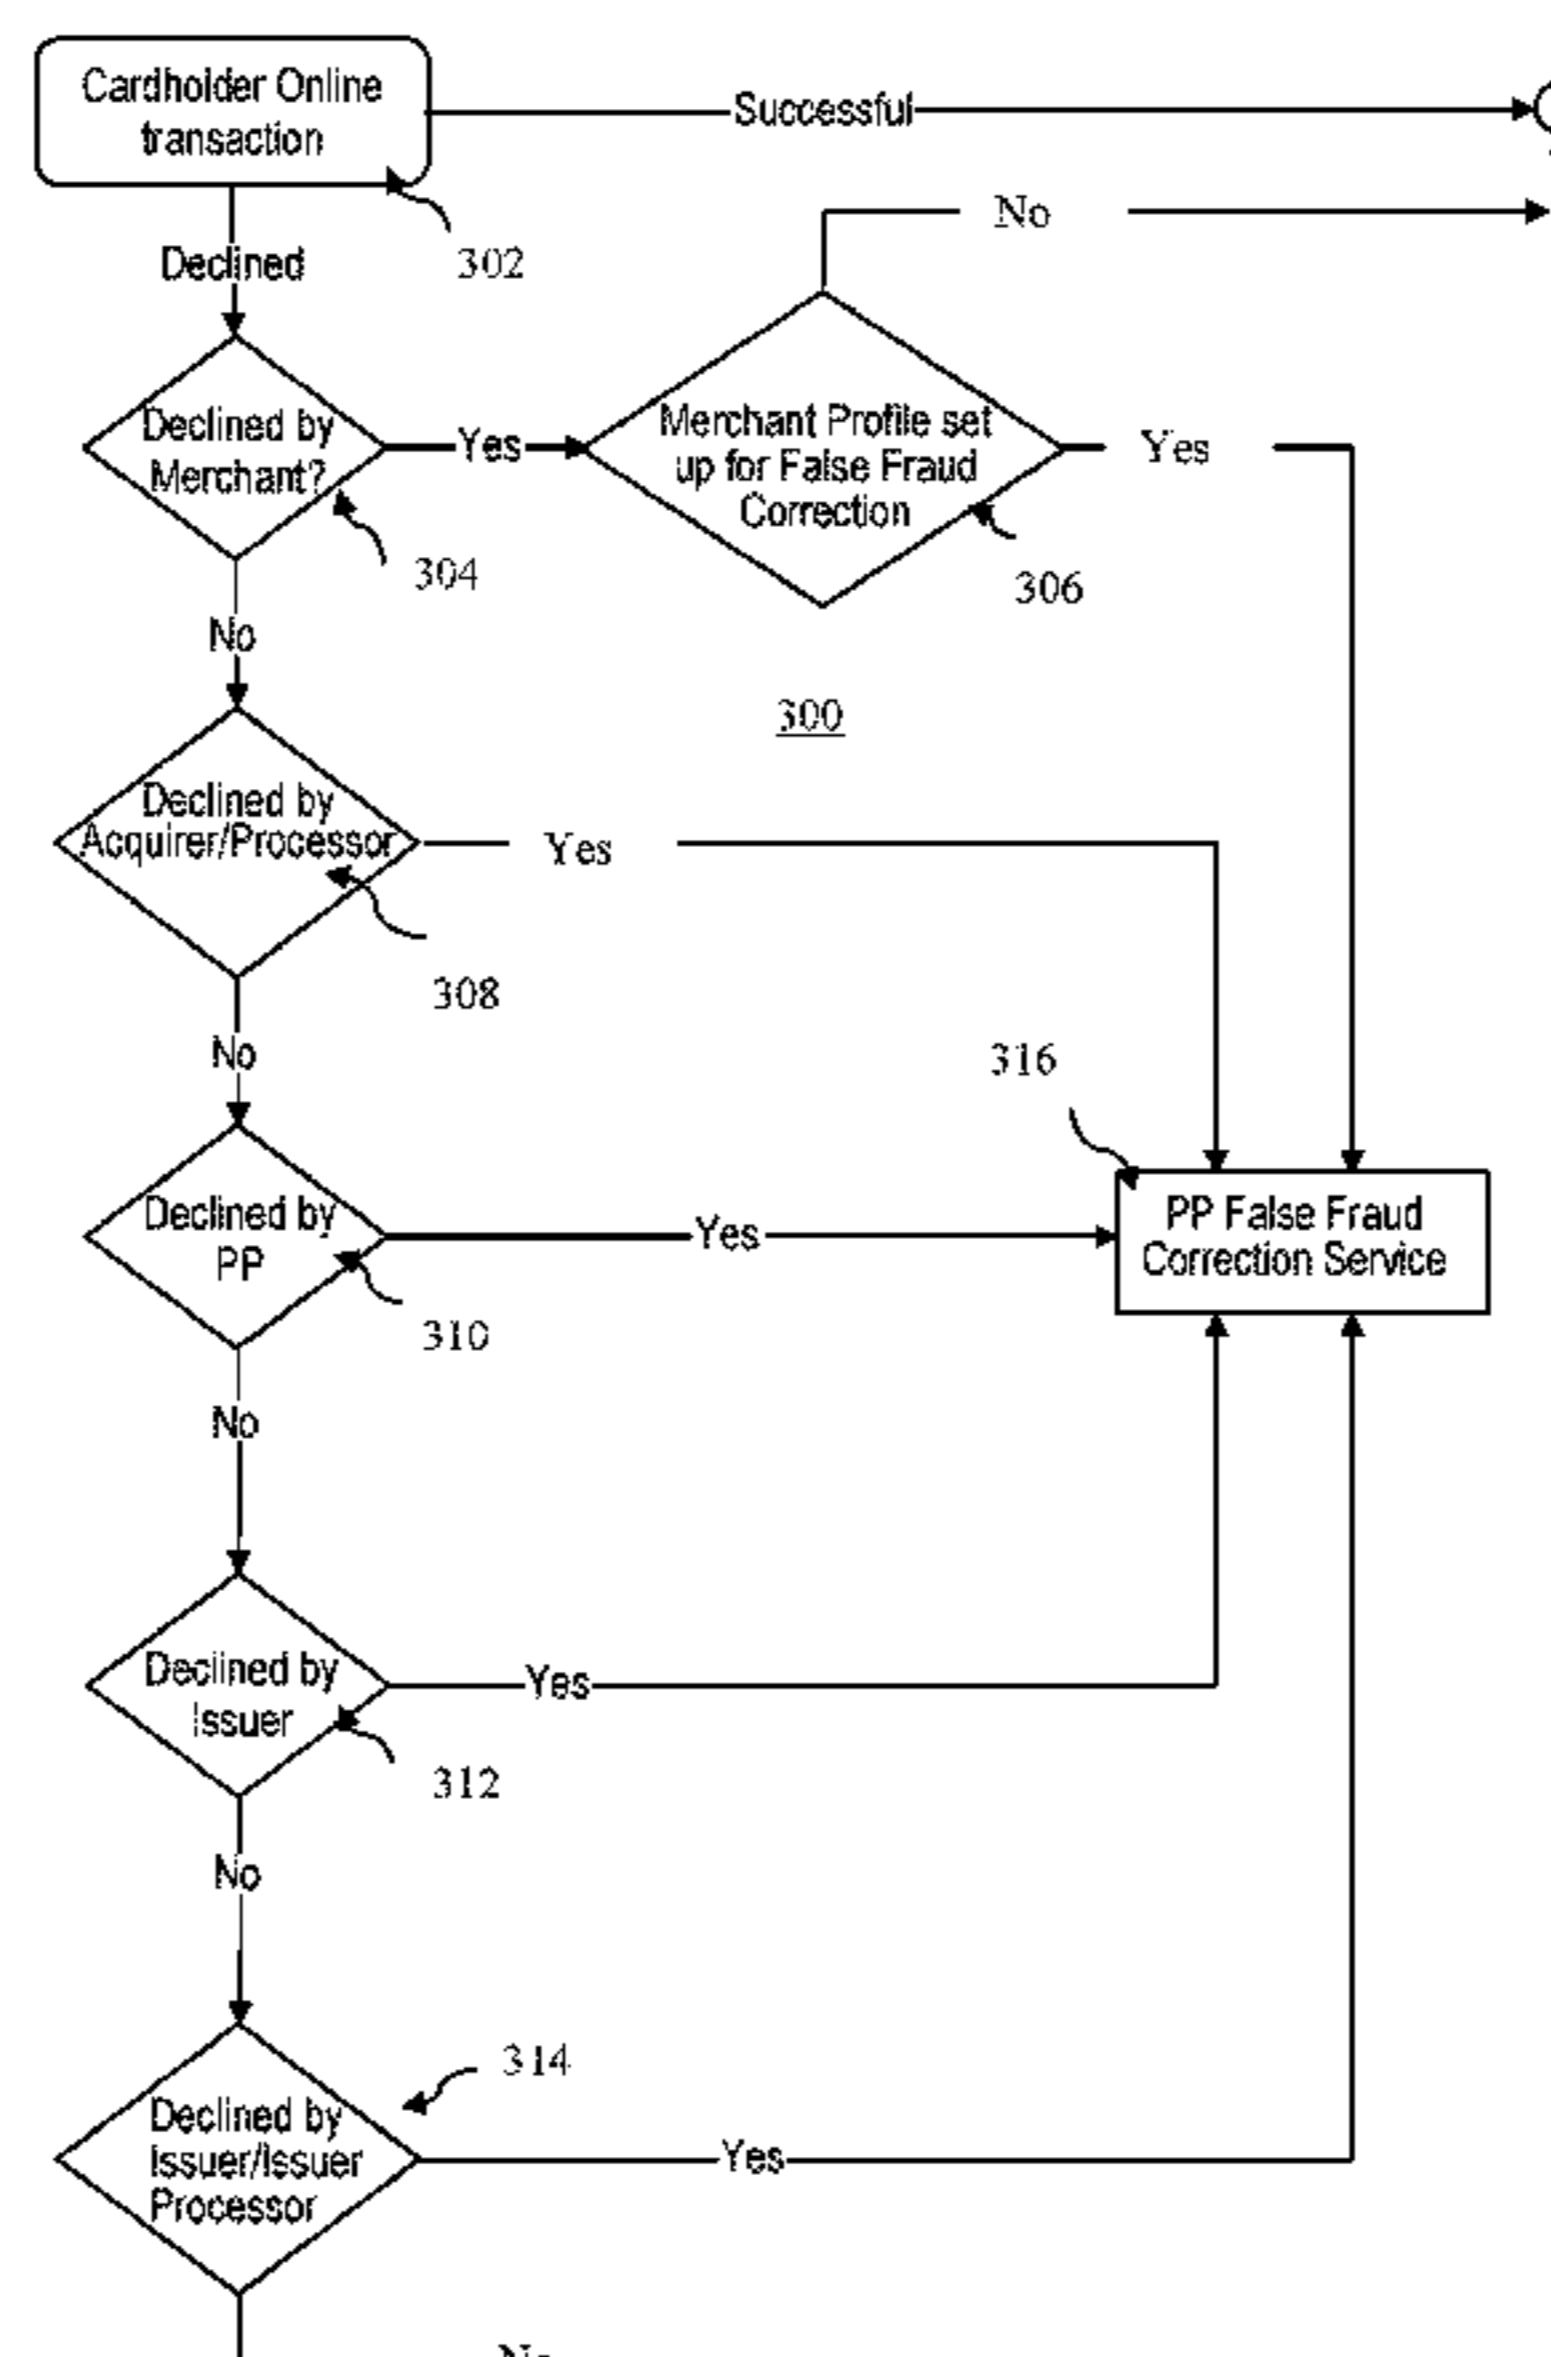 Cardholder Online
transaction
Successful
No
302
Declined
Declined by
Merchant?
Yes
Merchant Profile set
up for False Fraud
Correction
Yes
304
306
No
300
Declined by
Acquirer/Processor
Yes
308
No
316
Declined by
PP
Yes
PP False Fraud
Correction Service
310
No
Declined by
Issuer
Yes
312
No
314
Declined by
Issuer/Issuer
Processor
Yes